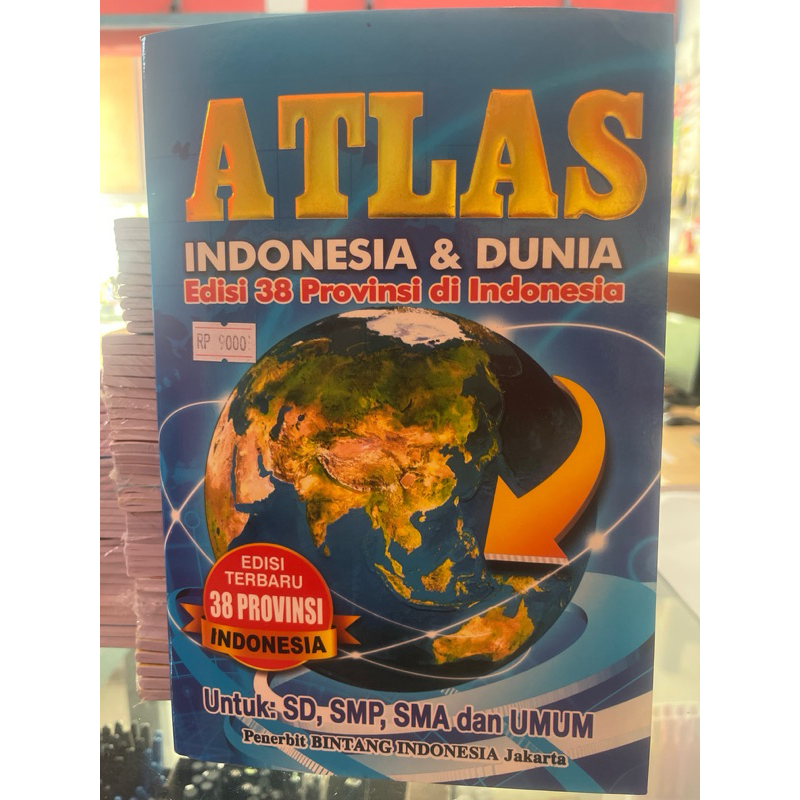 ATLAS
INDONESIA & DUNIA
Edisi 38 Provinsi di Indonesia
RP 9000
EDISI
TERBARU
38 PROVINSI
INDONESIA
Untuk: SD, SMP, SMA dan UMUM
Penerbit BINTANG INDONESIA Jakarta